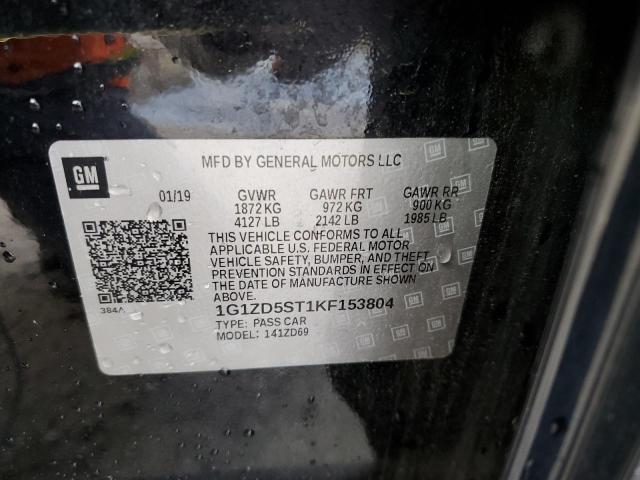 GM
MFD BY GENERAL MOTORS LLC
01/19 GVWR GAWR FRT GAWR RR
1872 KG 972 KG 900 KG
4127 LB 2142 LB 1985 LB
THIS VEHICLE CONFORMS TO ALL
APPLICABLE U.S. FEDERAL MOTOR
VEHICLE SAFETY, BUMPER, AND THEFT
PREVENTION STANDARDS IN EFFECT ON
THE DATE OF MANUFACTURE SHOWN
ABOVE.
384A
1G1ZD5ST1KF153804
TYPE: PASS CAR
MODEL: 141ZD69